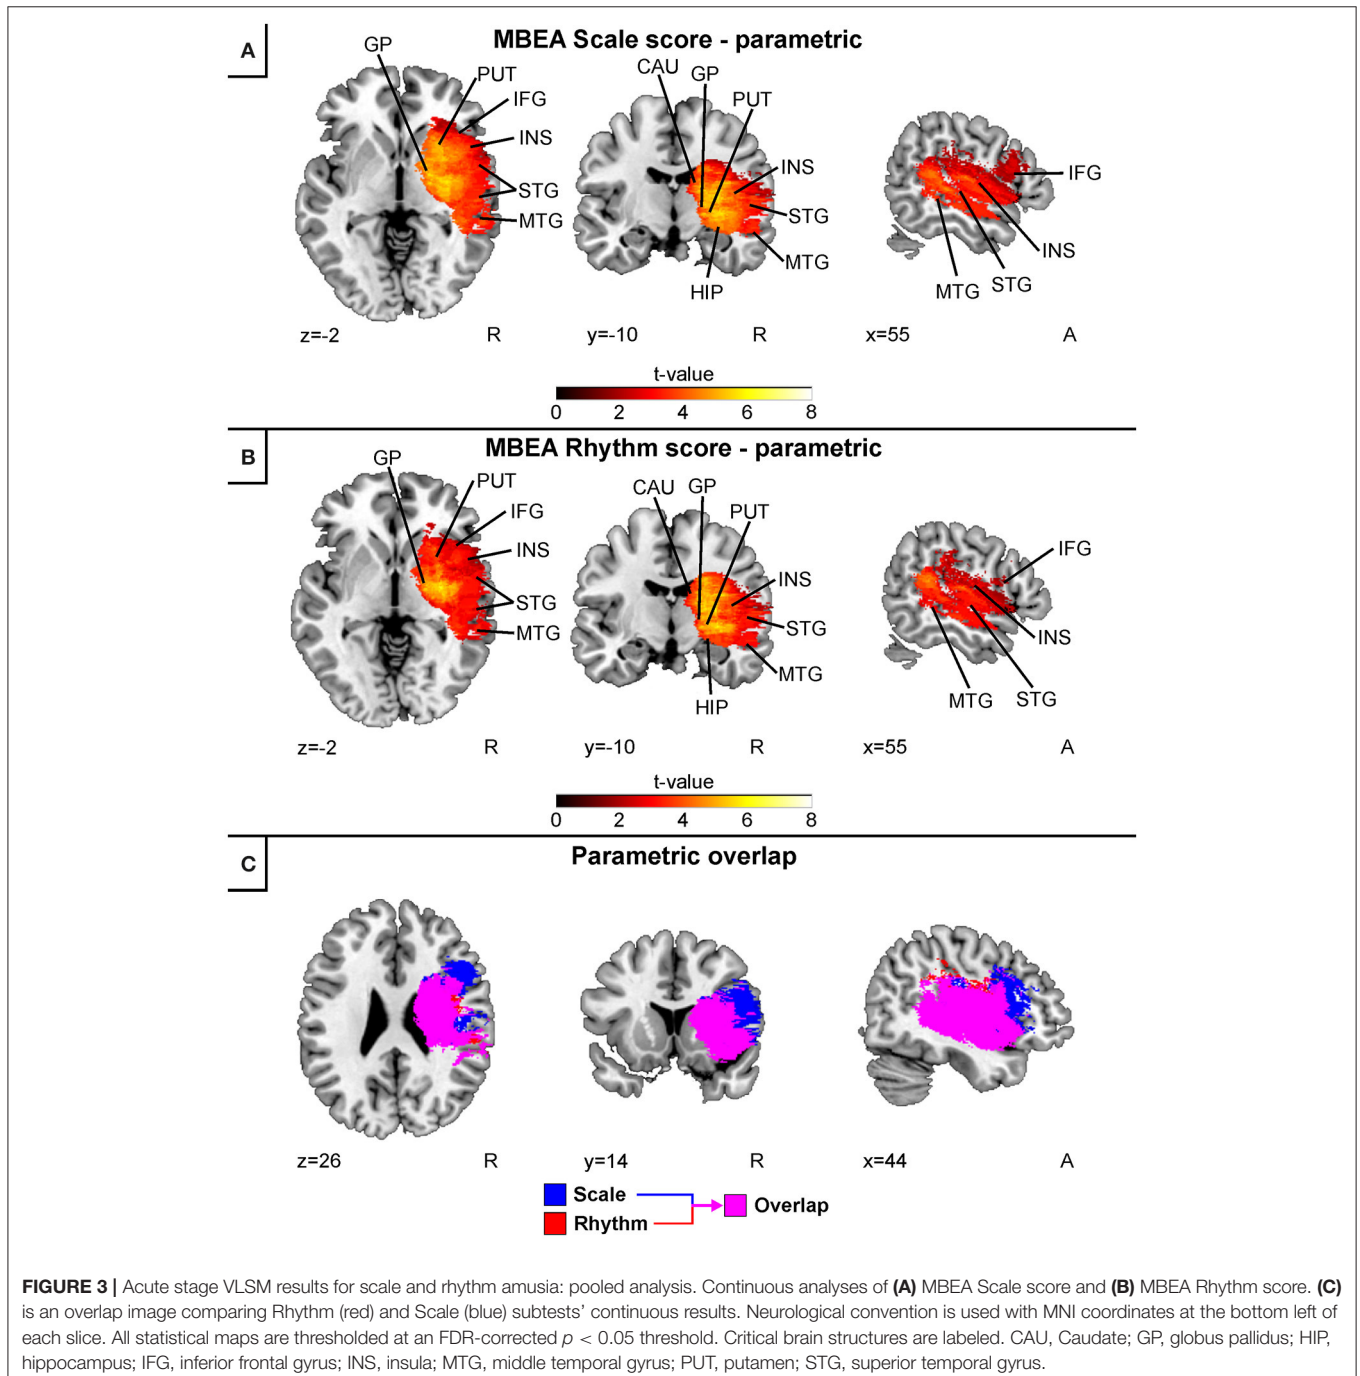 A
MBEA Scale score - parametric
GP
PUT
IFG
INS
STG
MTG
CAU
GP
PUT
INS
STG
MTG
HIP
IFG
INS
STG
MTG
z=-2
R
y=-10
R
x=55
A
t-value
0 2 4 6 8
B
MBEA Rhythm score - parametric
GP
PUT
IFG
INS
STG
MTG
CAU
GP
PUT
INS
STG
MTG
HIP
IFG
INS
STG
MTG
z=-2
R
y=-10
R
x=55
A
t-value
0 2 4 6 8
C
Parametric overlap
z=26
R
y=14
R
x=44
A
Scale
Rhythm
Overlap
FIGURE 3 | Acute stage VLSM results for scale and rhythm amusia: pooled analysis. Continuous analyses of (A) MBEA Scale score and (B) MBEA Rhythm score. (C)
is an overlap image comparing Rhythm (red) and Scale (blue) subtests' continuous results. Neurological convention is used with MNI coordinates at the bottom left of
each slice. All statistical maps are thresholded at an FDR-corrected p < 0.05 threshold. Critical brain structures are labeled. CAU, Caudate; GP, globus pallidus; HIP,
hippocampus; IFG, inferior frontal gyrus; INS, insula; MTG, middle temporal gyrus; PUT, putamen; STG, superior temporal gyrus.